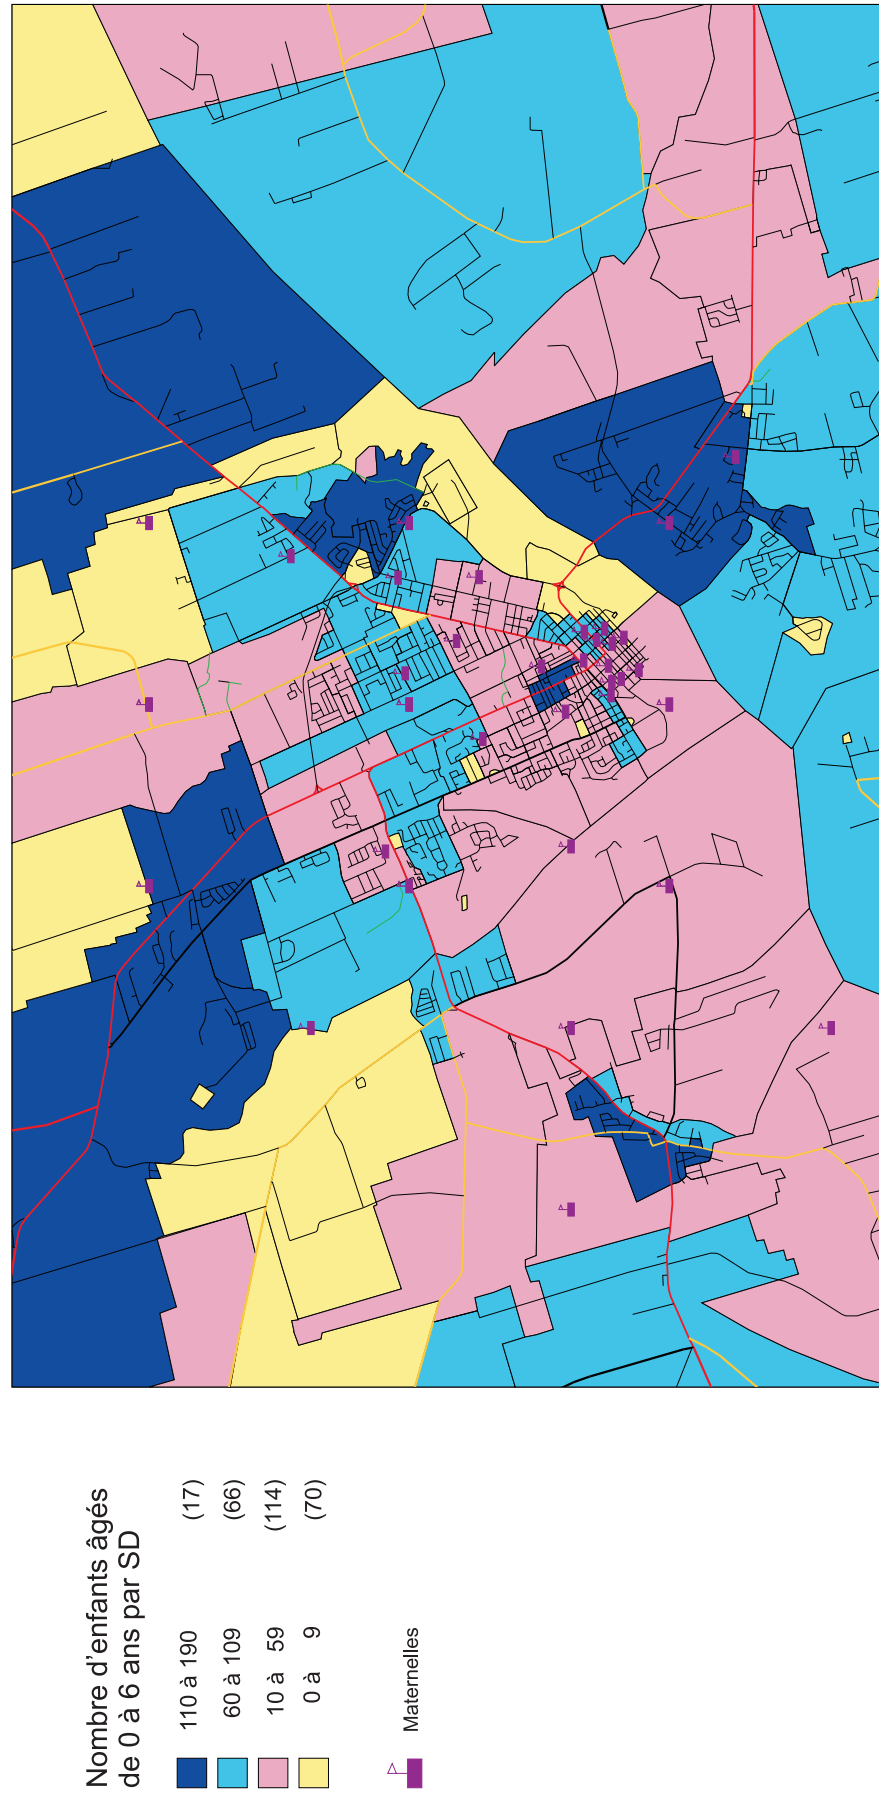 Nombre d'enfants âgés
de 0 à 6 ans par SD
110 à 190 (17)
60 à 109 (66)
10 à 59 (114)
0 à 9 (70)
Maternelles